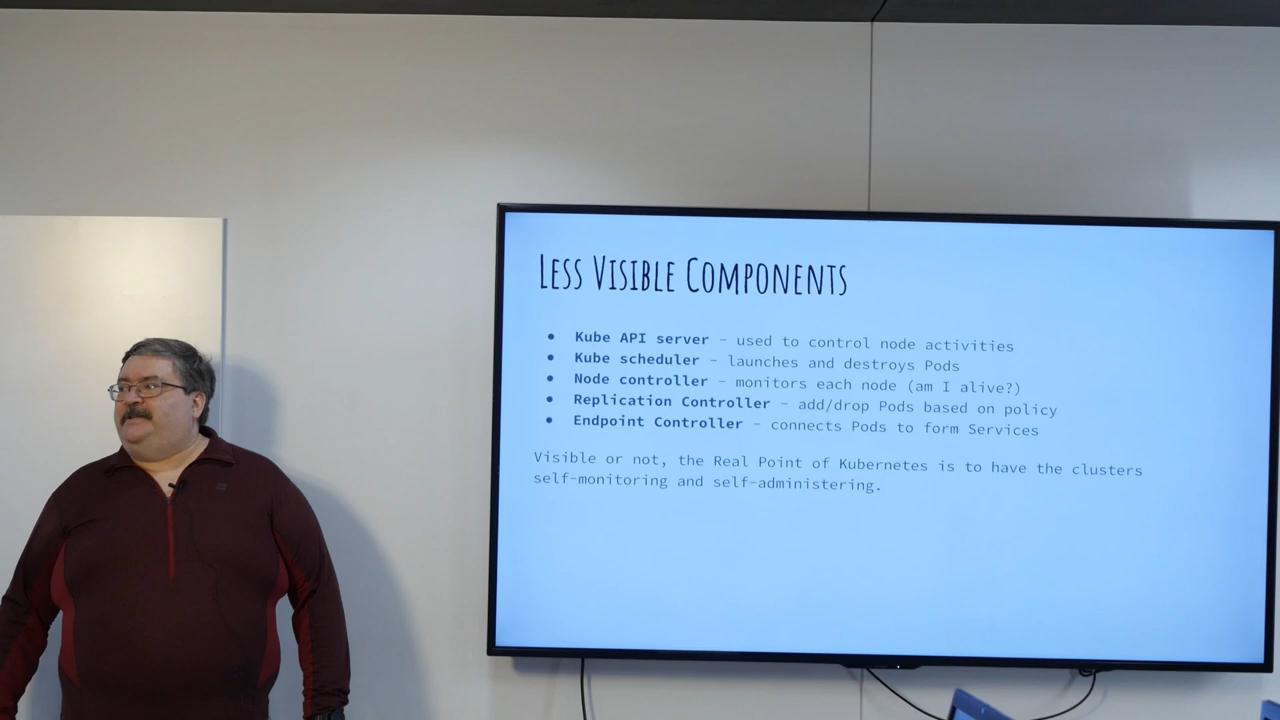 Less Visible Components
● Kube API server – used to control node activities
● Kube scheduler – launches and destroys Pods
● Node controller – monitors each node (am I alive?)
● Replication Controller – add/drop Pods based on policy
● Endpoint Controller – connects Pods to form Services
Visible or not, the Real Point of Kubernetes is to have the clusters
self-monitoring and self-administering.